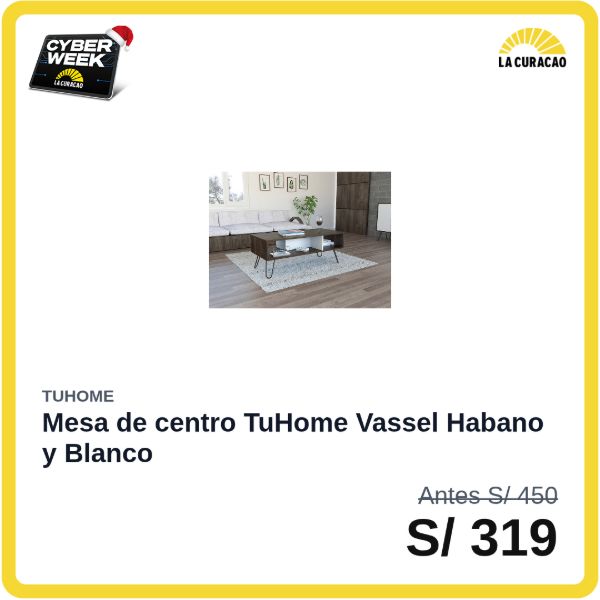 CYBER
WEEK
LA CURACAO
LA CURACAO
TUHOME
Mesa de centro TuHome Vassel Habano
y Blanco
Antes S/ 450
S/ 319